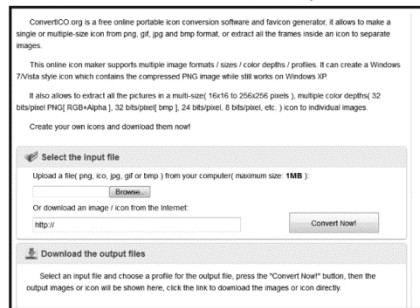 ConvertICO.org is a free online portable icon conversion software and favicon generator, it allows to make a
single or multiple-size icon from png, gif, jpg and bmp format, or extract all the frames inside an icon to separate
images.
This online icon maker supports multiple image formats / sizes / color depths / profiles. It can create a Windows
7/Vista style icon which contains the compressed PNG image while still works on Windows XP.
It also allows to extract all the pictures in a multi-size( 16x16 to 256x256 pixels ), multiple color depths( 32
bits/pixel PNG[ RGB+Alpha ], 32 bits/pixel[ bmp ], 24 bits/pixel, 8 bits/pixel, etc. ) icon to individual images.
Create your own icons and download them now!
Select the input file
Upload a file( png, ico, jpg, gif or bmp ) from your computer( maximum size: 1MB ):
Browse..
Or download an image / icon from the Internet:
http://
Convert Now!
Download the output files
Select an input file and choose a profile for the output file, press the "Convert Now!" button, then the
output images or icon will be shown here, click the link to download the images or icon directly.